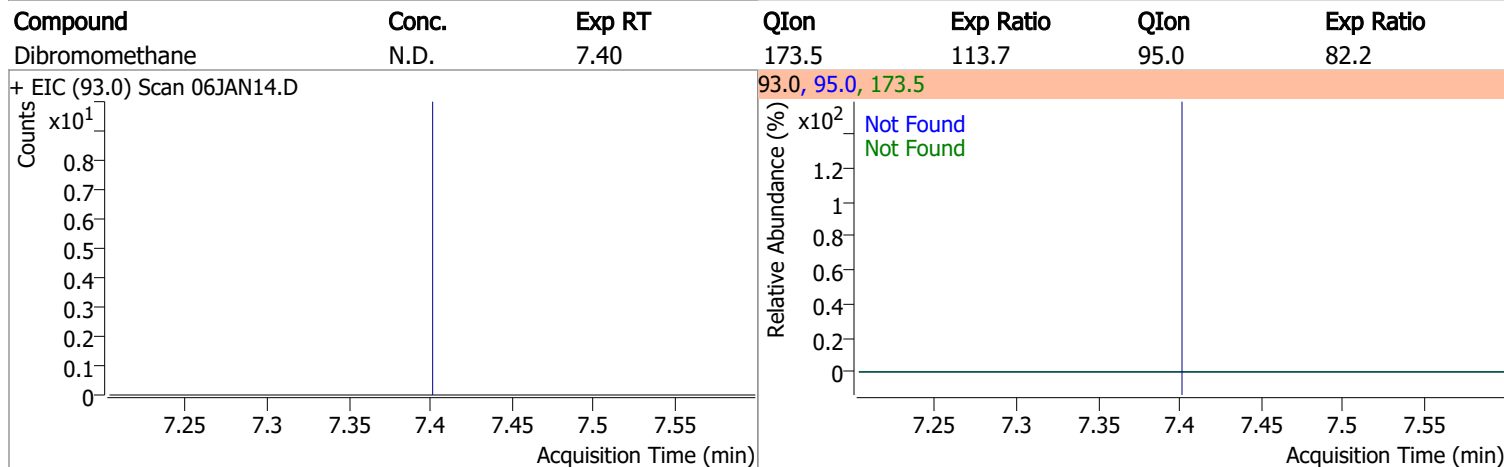 Compound Conc. Exp RT QIon Exp Ratio QIon Exp Ratio
Dibromomethane N.D. 7.40 173.5 113.7 95.0 82.2
+ EIC (93.0) Scan 06JAN14.D
Counts
x10¹
0.8
0.7
0.6
0.5
0.4
0.3
0.2
0.1
0
7.25 7.3 7.35 7.4 7.45 7.5 7.55
Acquisition Time (min)
93.0, 95.0, 173.5
Relative Abundance (%)
x10²
Not Found
Not Found
1.2
1
0.8
0.6
0.4
0.2
0
7.25 7.3 7.35 7.4 7.45 7.5 7.55
Acquisition Time (min)